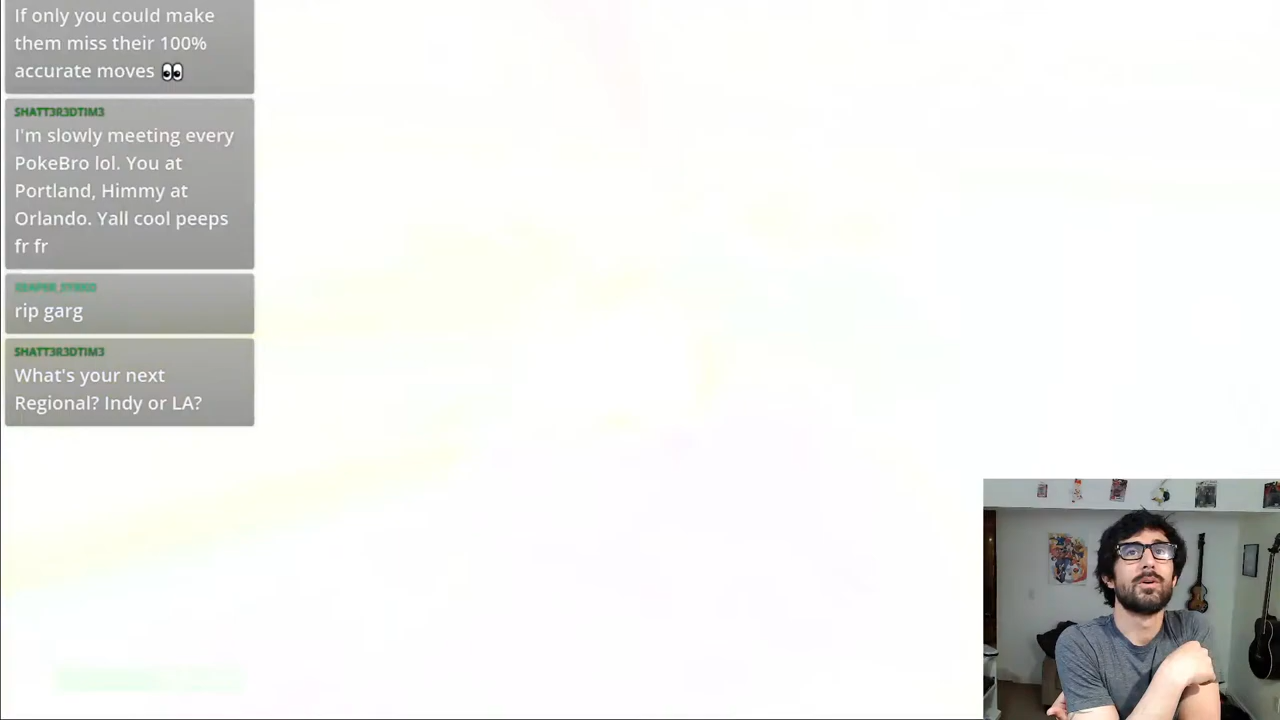 If only you could make
them miss their 100%
accurate moves 👀
SHATT3R3DTIM3
I'm slowly meeting every
PokeBro lol. You at
Portland, Himmy at
Orlando. Yall cool peeps
fr fr
rip garg
SHATT3R3DTIM3
What's your next
Regional? Indy or LA?